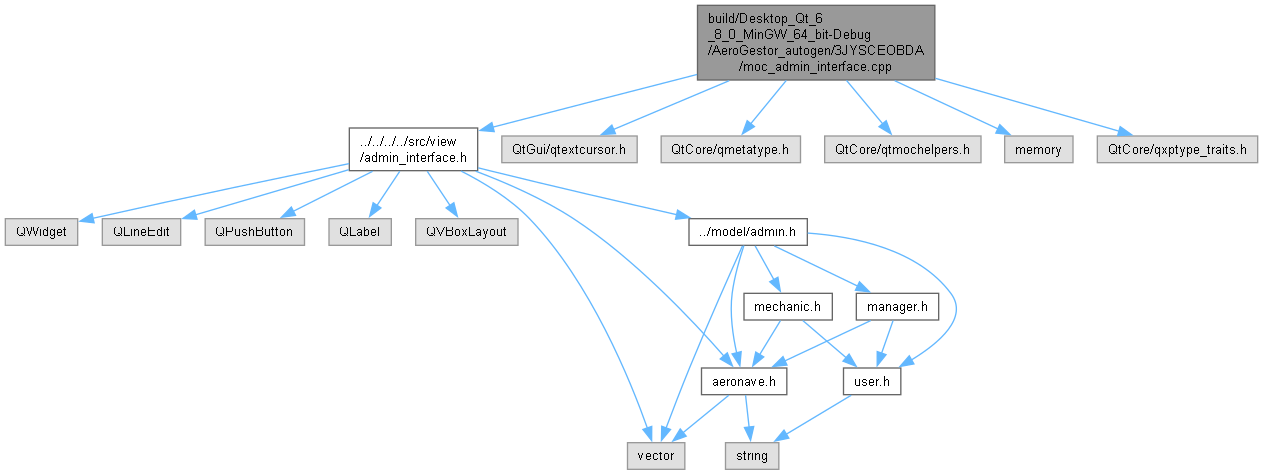 build/Desktop_Qt_6
_8_0_MinGW_64_bit-Debug
/AeroGestor_autogen/3JYSCEOBDA
/moc_admin_interface.cpp
../../../../src/view
/admin_interface.h
QtGui/qtextcursor.h
QtCore/qmetatype.h
QtCore/qtmochelpers.h
memory
QtCore/qxptype_traits.h
QWidget
QLineEdit
QPushButton
QLabel
QVBoxLayout
../model/admin.h
mechanic.h
manager.h
aeronave.h
user.h
vector
string